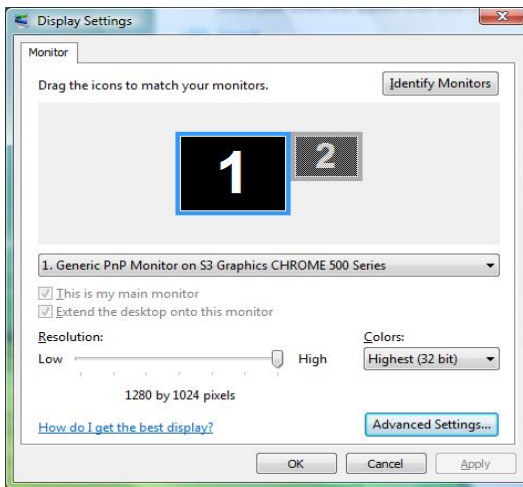 Display Settings
Monitor
Drag the icons to match your monitors.
Identify Monitors
1
2
1. Generic PnP Monitor on S3 Graphics CHROME 500 Series
This is my main monitor
Extend the desktop onto this monitor
Resolution:
Colors:
Low
High
Highest (32 bit)
1280 by 1024 pixels
How do I get the best display?
Advanced Settings...
OK
Cancel
Apply